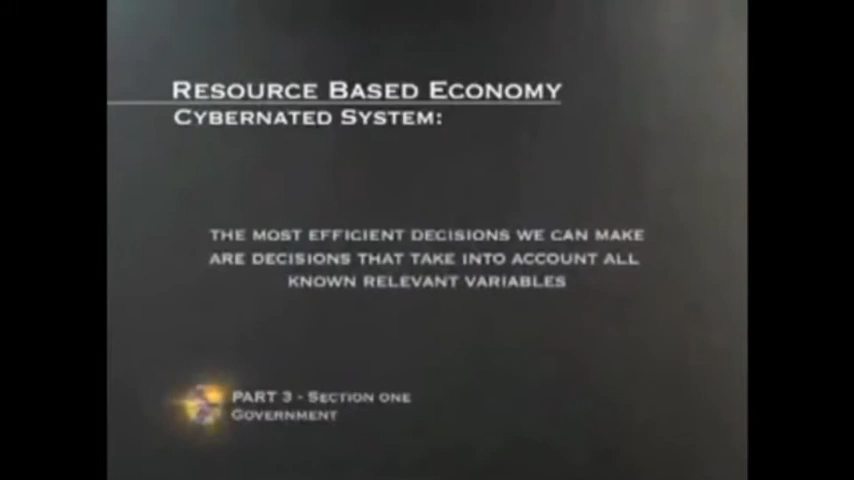 RESOURCE BASED ECONOMY
CYBERNATED SYSTEM:
THE MOST EFFICIENT DECISIONS WE CAN MAKE
ARE DECISIONS THAT TAKE INTO ACCOUNT ALL
KNOWN RELEVANT VARIABLES
PART 3 - SECTION ONE
GOVERNMENT